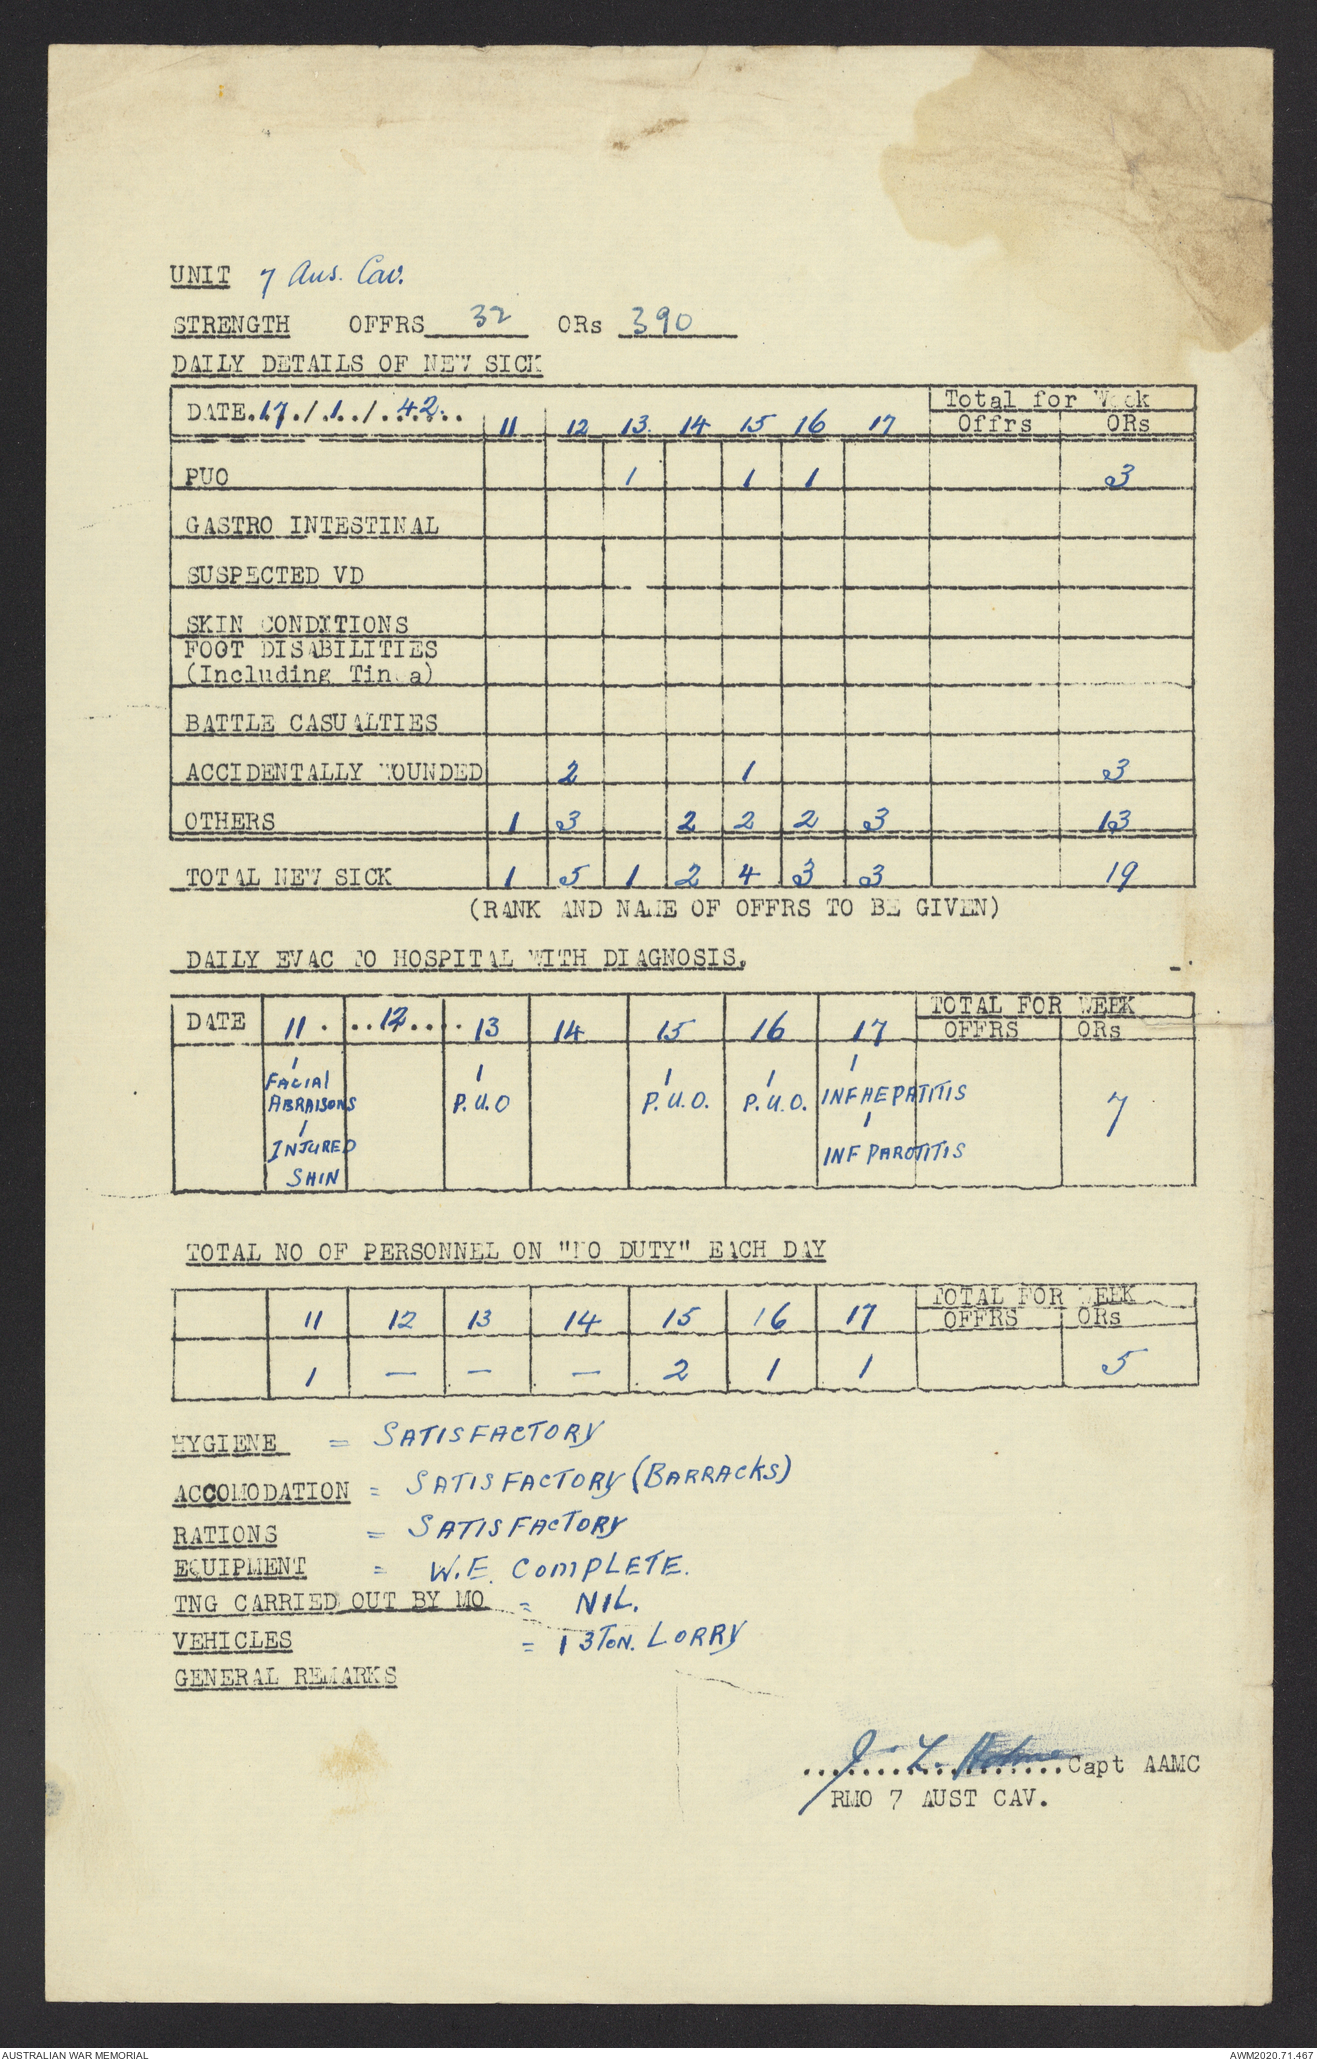 UNIT 7 Aus. Cav.
STRENGTH OFFRS 32 ORs 390
DAILY DETAILS OF NEW SICK
DATE.17./.1../.42... 11 12 13. 14 15 16 17 Total for Week
Offrs ORs
PUO 1 1 1 3
GASTRO INTESTINAL
SUSPECTED VD
SKIN CONDITIONS
FOOT DISABILITIES
(Including Tinea)
BATTLE CASUALTIES
ACCIDENTALLY WOUNDED 2 1 3
OTHERS 1 3 2 2 2 3 13
TOTAL NEW SICK 1 5 1 2 4 3 3 19
(RANK AND NAME OF OFFRS TO BE GIVEN)
DAILY EVAC TO HOSPITAL WITH DIAGNOSIS.
TOTAL FOR WEEK
DATE 11 . ..12.... 13 14 15 16 17 OFFRS ORs
1 1 1 1 1
FACIAL ABRAISONS P.U.O P.U.O. P.U.O. INF HEPATITIS 7
1 1
INJURED SHIN INF PAROTITIS
TOTAL NO OF PERSONNEL ON "NO DUTY" EACH DAY
TOTAL FOR WEEK
11 12 13 14 15 16 17 OFFRS ORs
1 — — — 2 1 1 5
HYGIENE = SATISFACTORY
ACCOMODATION = SATISFACTORY (BARRACKS)
RATIONS = SATISFACTORY
EQUIPMENT = W.E. COMPLETE.
TNG CARRIED OUT BY MO = NIL.
VEHICLES = 1 3 TON. LORRY
GENERAL REMARKS
J. L. ..................Capt AAMC
RMO 7 AUST CAV.
AUSTRALIAN WAR MEMORIAL AWM2020.71.467